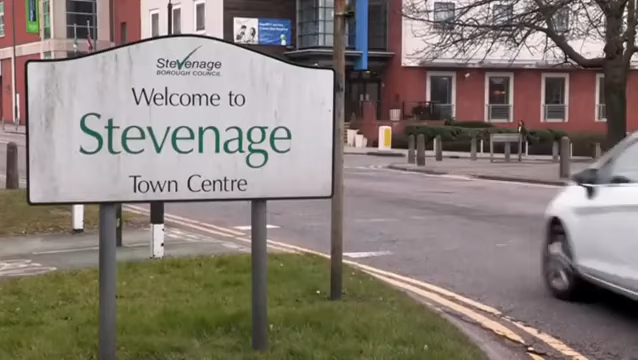 Stevenage
BOROUGH COUNCIL
Welcome to
Stevenage
Town Centre